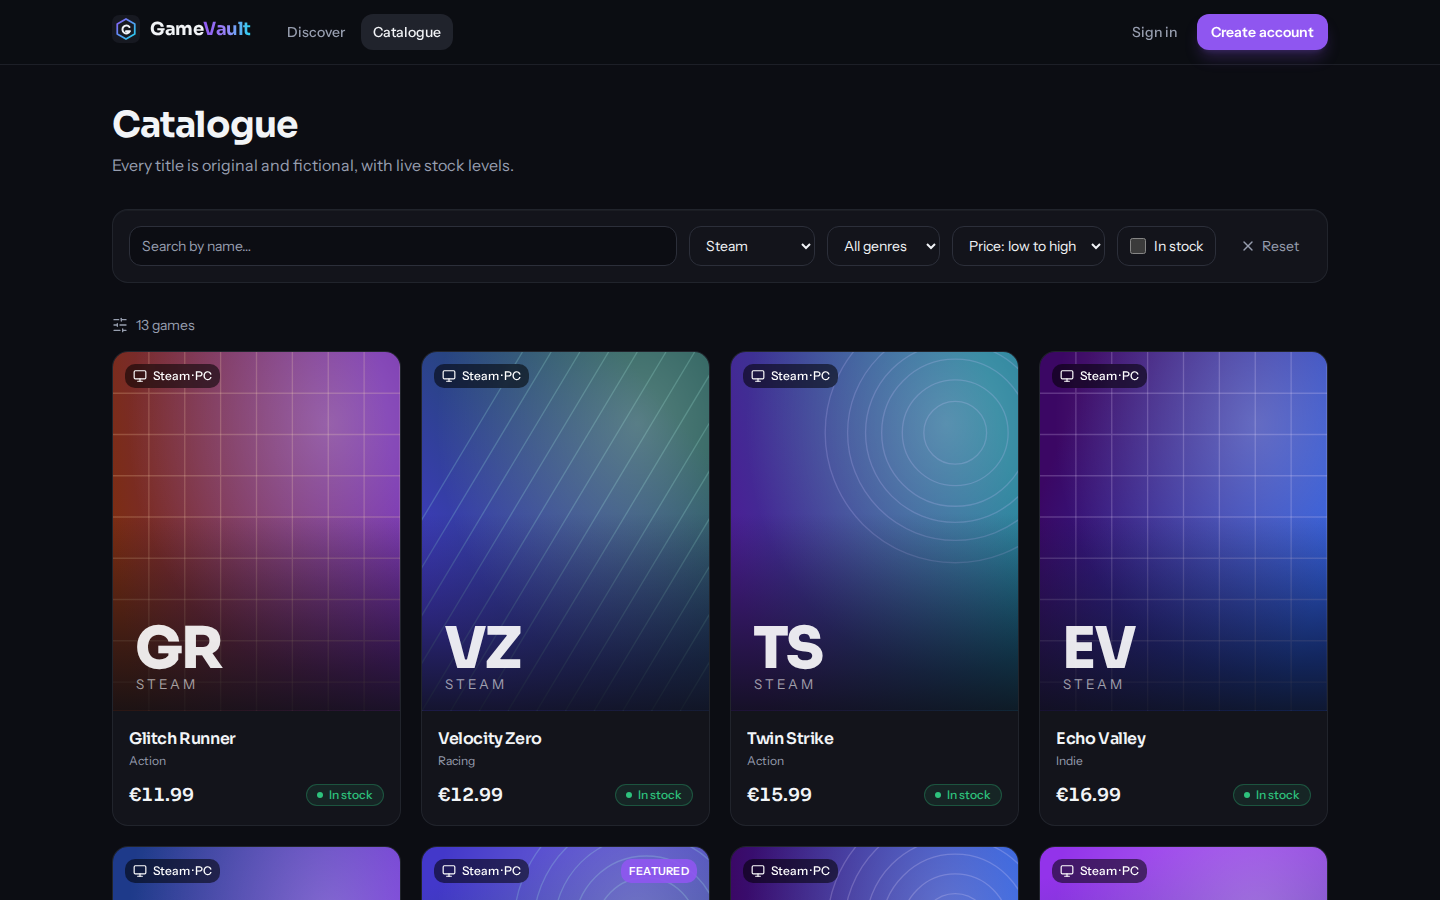 GameVault
Discover
Catalogue
Sign in
Create account
Catalogue
Every title is original and fictional, with live stock levels.
Search by name...
Steam
All genres
Price: low to high
In stock
Reset
13 games
Steam·PC
GR
STEAM
Glitch Runner
Action
€11.99
In stock
Steam·PC
VZ
STEAM
Velocity Zero
Racing
€12.99
In stock
Steam·PC
TS
STEAM
Twin Strike
Action
€15.99
In stock
Steam·PC
EV
STEAM
Echo Valley
Indie
€16.99
In stock
Steam·PC
Steam·PC
FEATURED
Steam·PC
Steam·PC